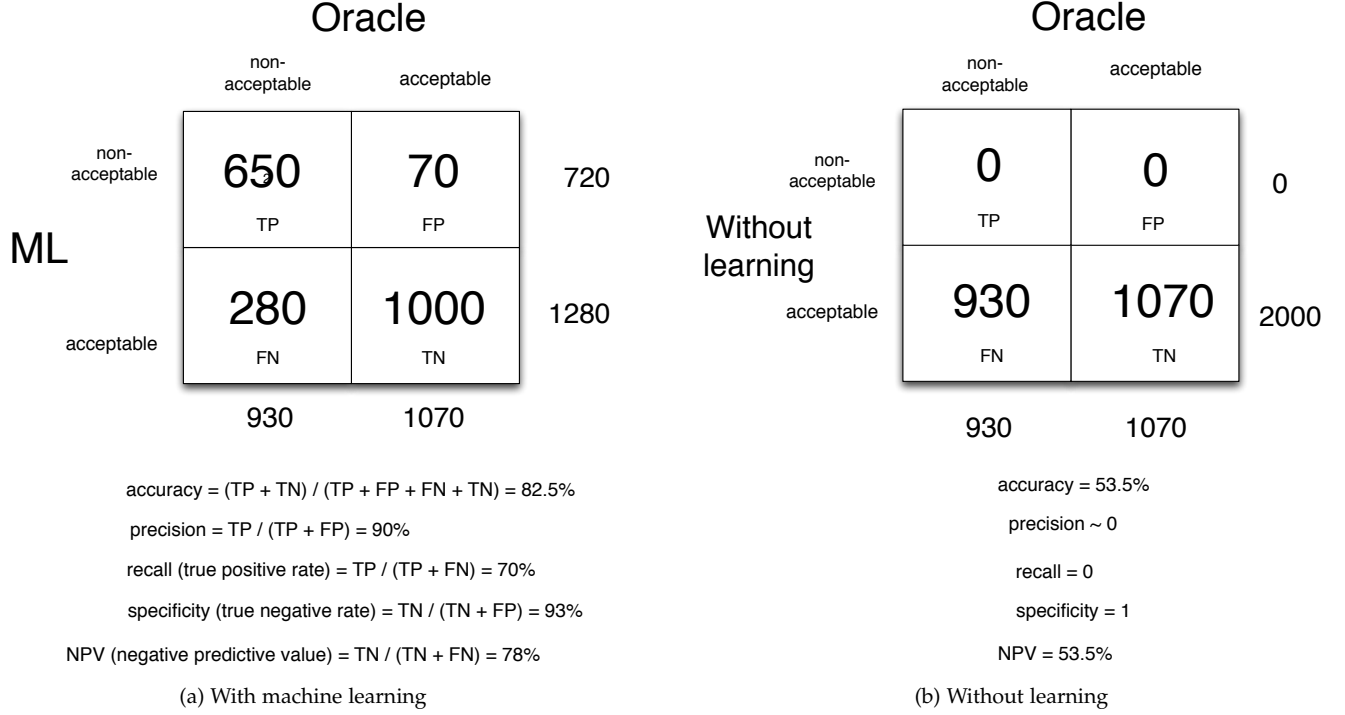 Oracle
non-
acceptable
acceptable
non-
acceptable
650
TP
70
FP
720
ML
acceptable
280
FN
1000
TN
1280
930
1070
accuracy = (TP + TN) / (TP + FP + FN + TN) = 82.5%
precision = TP / (TP + FP) = 90%
recall (true positive rate) = TP / (TP + FN) = 70%
specificity (true negative rate) = TN / (TN + FP) = 93%
NPV (negative predictive value) = TN / (TN + FN) = 78%
(a) With machine learning
Oracle
non-
acceptable
acceptable
non-
acceptable
0
TP
0
FP
0
Without
learning
acceptable
930
FN
1070
TN
2000
930
1070
accuracy = 53.5%
precision ~ 0
recall = 0
specificity = 1
NPV = 53.5%
(b) Without learning